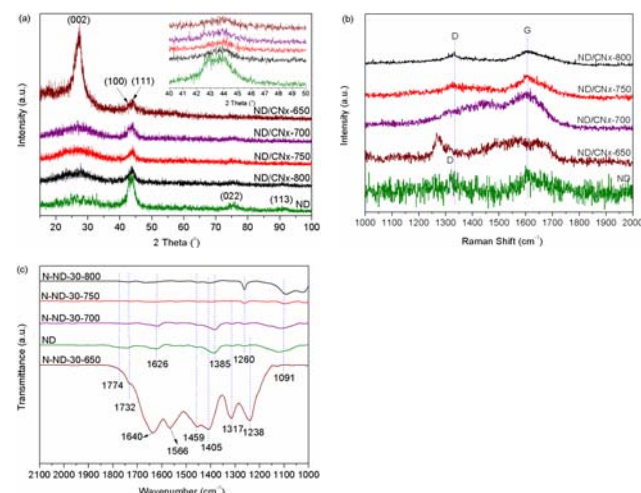 (a)
(002)
(100)
(111)
40 41 42 43 44 45 46 47 48 49 50
2 Theta (°)
ND/CNx-650
ND/CNx-700
ND/CNx-750
ND/CNx-800
(022)
(113)
ND
Intensity (a.u.)
20 30 40 50 60 70 80 90 100
2 Theta (°)
(b)
D
G
ND/CNx-800
ND/CNx-750
ND/CNx-700
ND/CNx-650
D
ND
Intensity (a.u.)
1000 1100 1200 1300 1400 1500 1600 1700 1800 1900 2000
Raman Shift (cm-1)
(c)
N-ND-30-800
N-ND-30-750
N-ND-30-700
ND
1626
1385
1260
N-ND-30-650
1091
1774
1732
1640
1566
1459
1405
1317
1238
Transmittance (a.u.)
2100 2000 1900 1800 1700 1600 1500 1400 1300 1200 1100 1000
Wavenumber (cm-1)